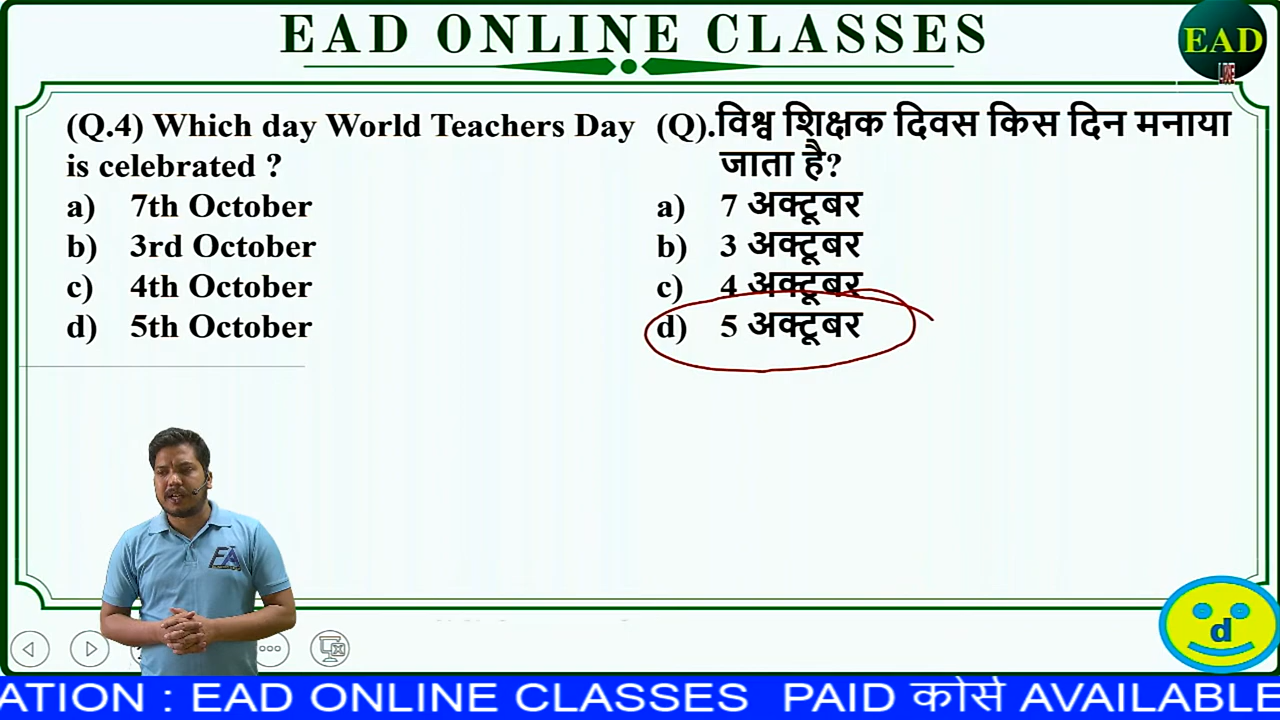 EAD ONLINE CLASSES
EAD
LIVE
(Q.4) Which day World Teachers Day
is celebrated ?
a) 7th October
b) 3rd October
c) 4th October
d) 5th October
(Q).विश्व शिक्षक दिवस किस दिन मनाया
जाता है?
a) 7 अक्टूबर
b) 3 अक्टूबर
c) 4 अक्टूबर
d) 5 अक्टूबर
FA
d
ATION : EAD ONLINE CLASSES PAID कोर्स AVAILABLE